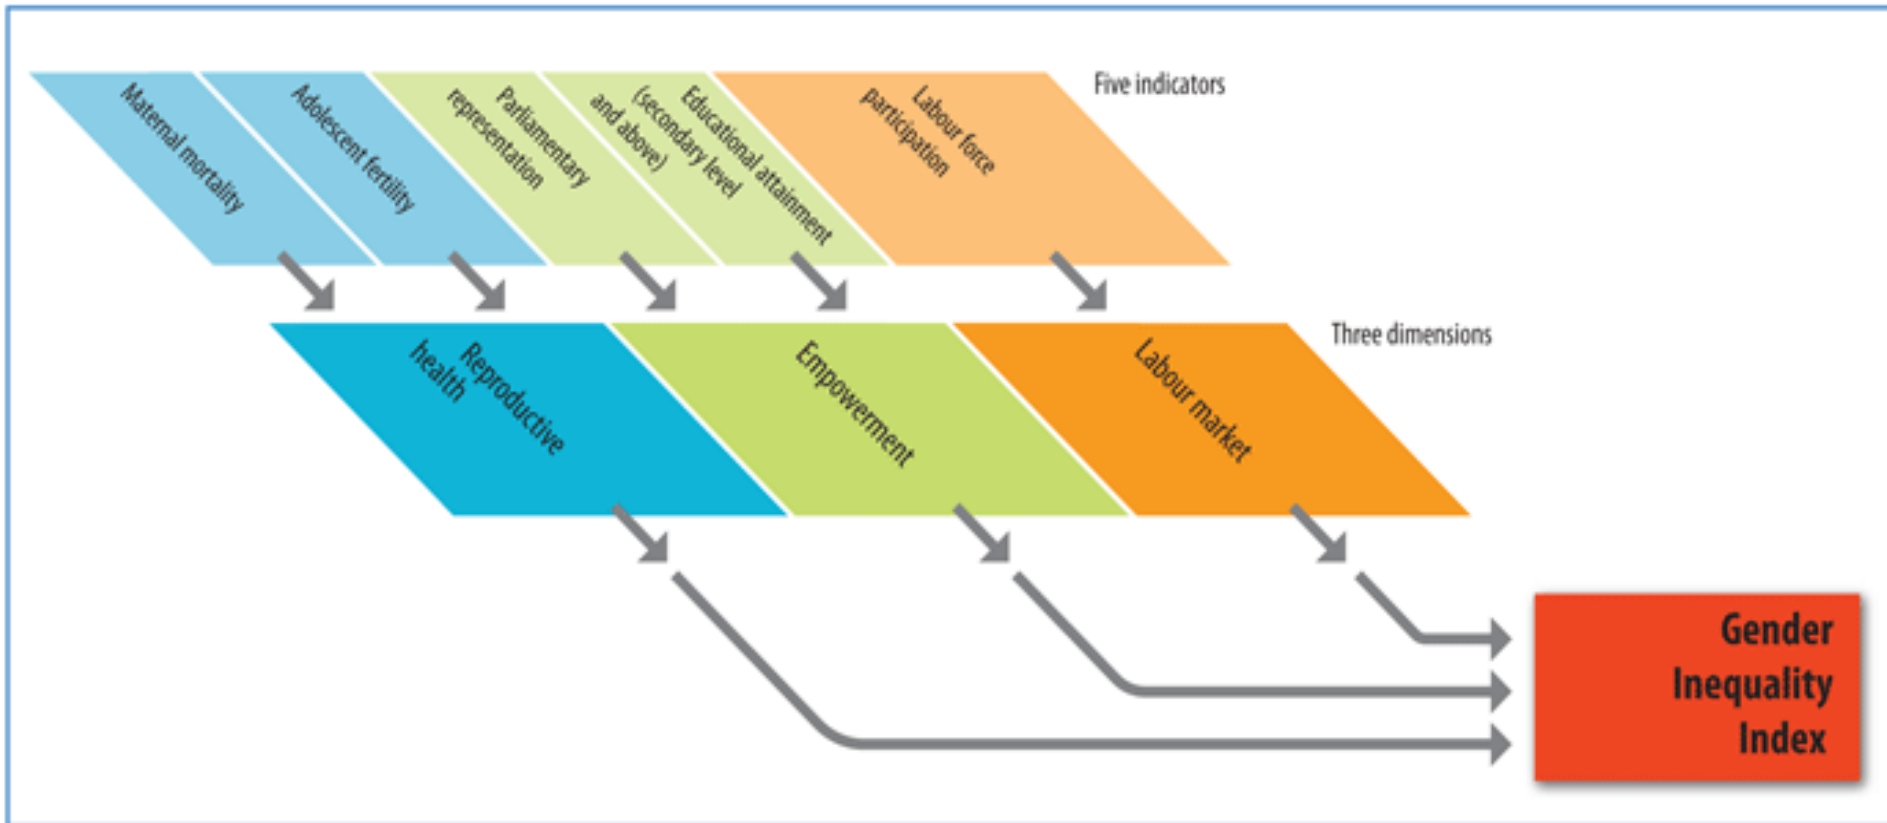 Maternal mortality
Adolescent fertility
Parliamentary
representation
Educational attainment
(secondary level
and above)
Labour force
participation
Five indicators
Reproductive
health
Empowerment
Labour market
Three dimensions
Gender
Inequality
Index